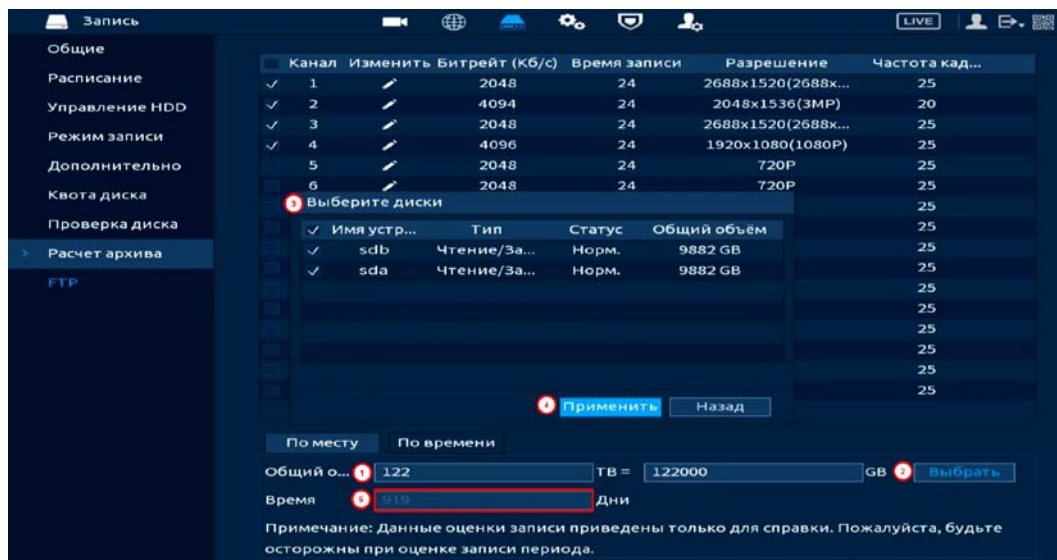 Запись LIVE
Общие
Расписание
Управление HDD
Режим записи
Дополнительно
Квота диска
Проверка диска
Расчет архива
FTP
Канал Изменить Битрейт (Кб/с) Время записи Разрешение Частота кад...
1 2048 24 2688x1520(2688x... 25
2 4094 24 2048x1536(3MP) 20
3 2048 24 2688x1520(2688x... 25
4 4096 24 1920x1080(1080P) 25
5 2048 24 720P 25
6 2048 24 720P 25
25
25
25
25
25
25
25
25
25
25
3 Выберите диски
Имя устр... Тип Статус Общий объём
sdb Чтение/За... Норм. 9882 GB
sda Чтение/За... Норм. 9882 GB
4 Применить Назад
По месту По времени
Общий о... 1 122 TB = 122000 GB 2 Выбрать
Время 5 919 Дни
Примечание: Данные оценки записи приведены только для справки. Пожалуйста, будьте
осторожны при оценке записи периода.